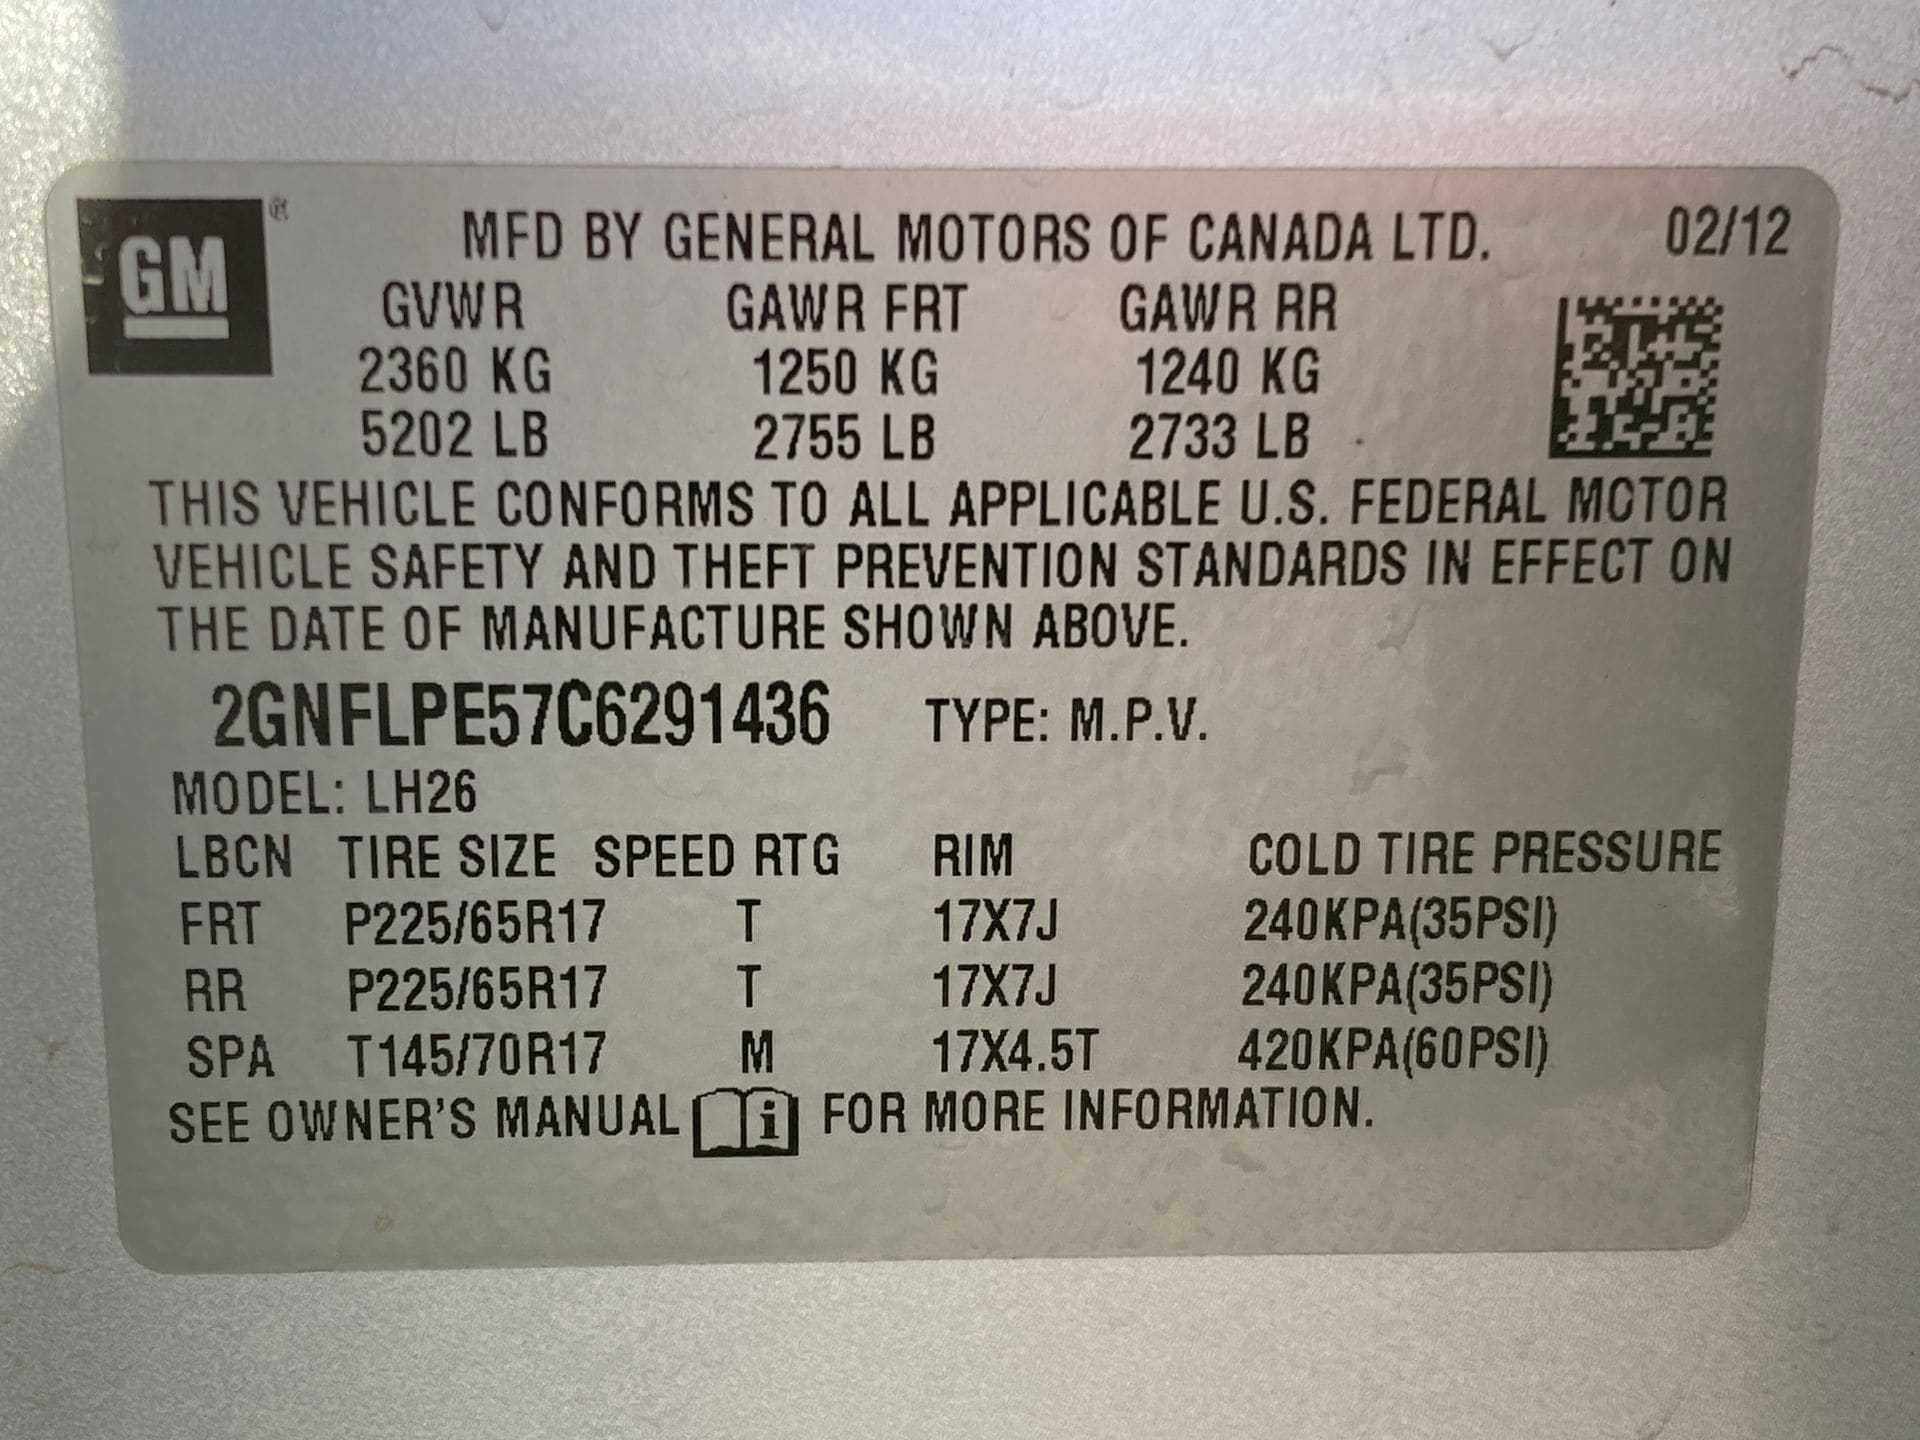 GM ®
MFD BY GENERAL MOTORS OF CANADA LTD. 02/12
GVWR GAWR FRT GAWR RR
2360 KG 1250 KG 1240 KG
5202 LB 2755 LB 2733 LB
THIS VEHICLE CONFORMS TO ALL APPLICABLE U.S. FEDERAL MOTOR
VEHICLE SAFETY AND THEFT PREVENTION STANDARDS IN EFFECT ON
THE DATE OF MANUFACTURE SHOWN ABOVE.
2GNFLPE57C6291436 TYPE: M.P.V.
MODEL: LH26
LBCN TIRE SIZE SPEED RTG RIM COLD TIRE PRESSURE
FRT P225/65R17 T 17X7J 240KPA(35PSI)
RR P225/65R17 T 17X7J 240KPA(35PSI)
SPA T145/70R17 M 17X4.5T 420KPA(60PSI)
SEE OWNER'S MANUAL i FOR MORE INFORMATION.